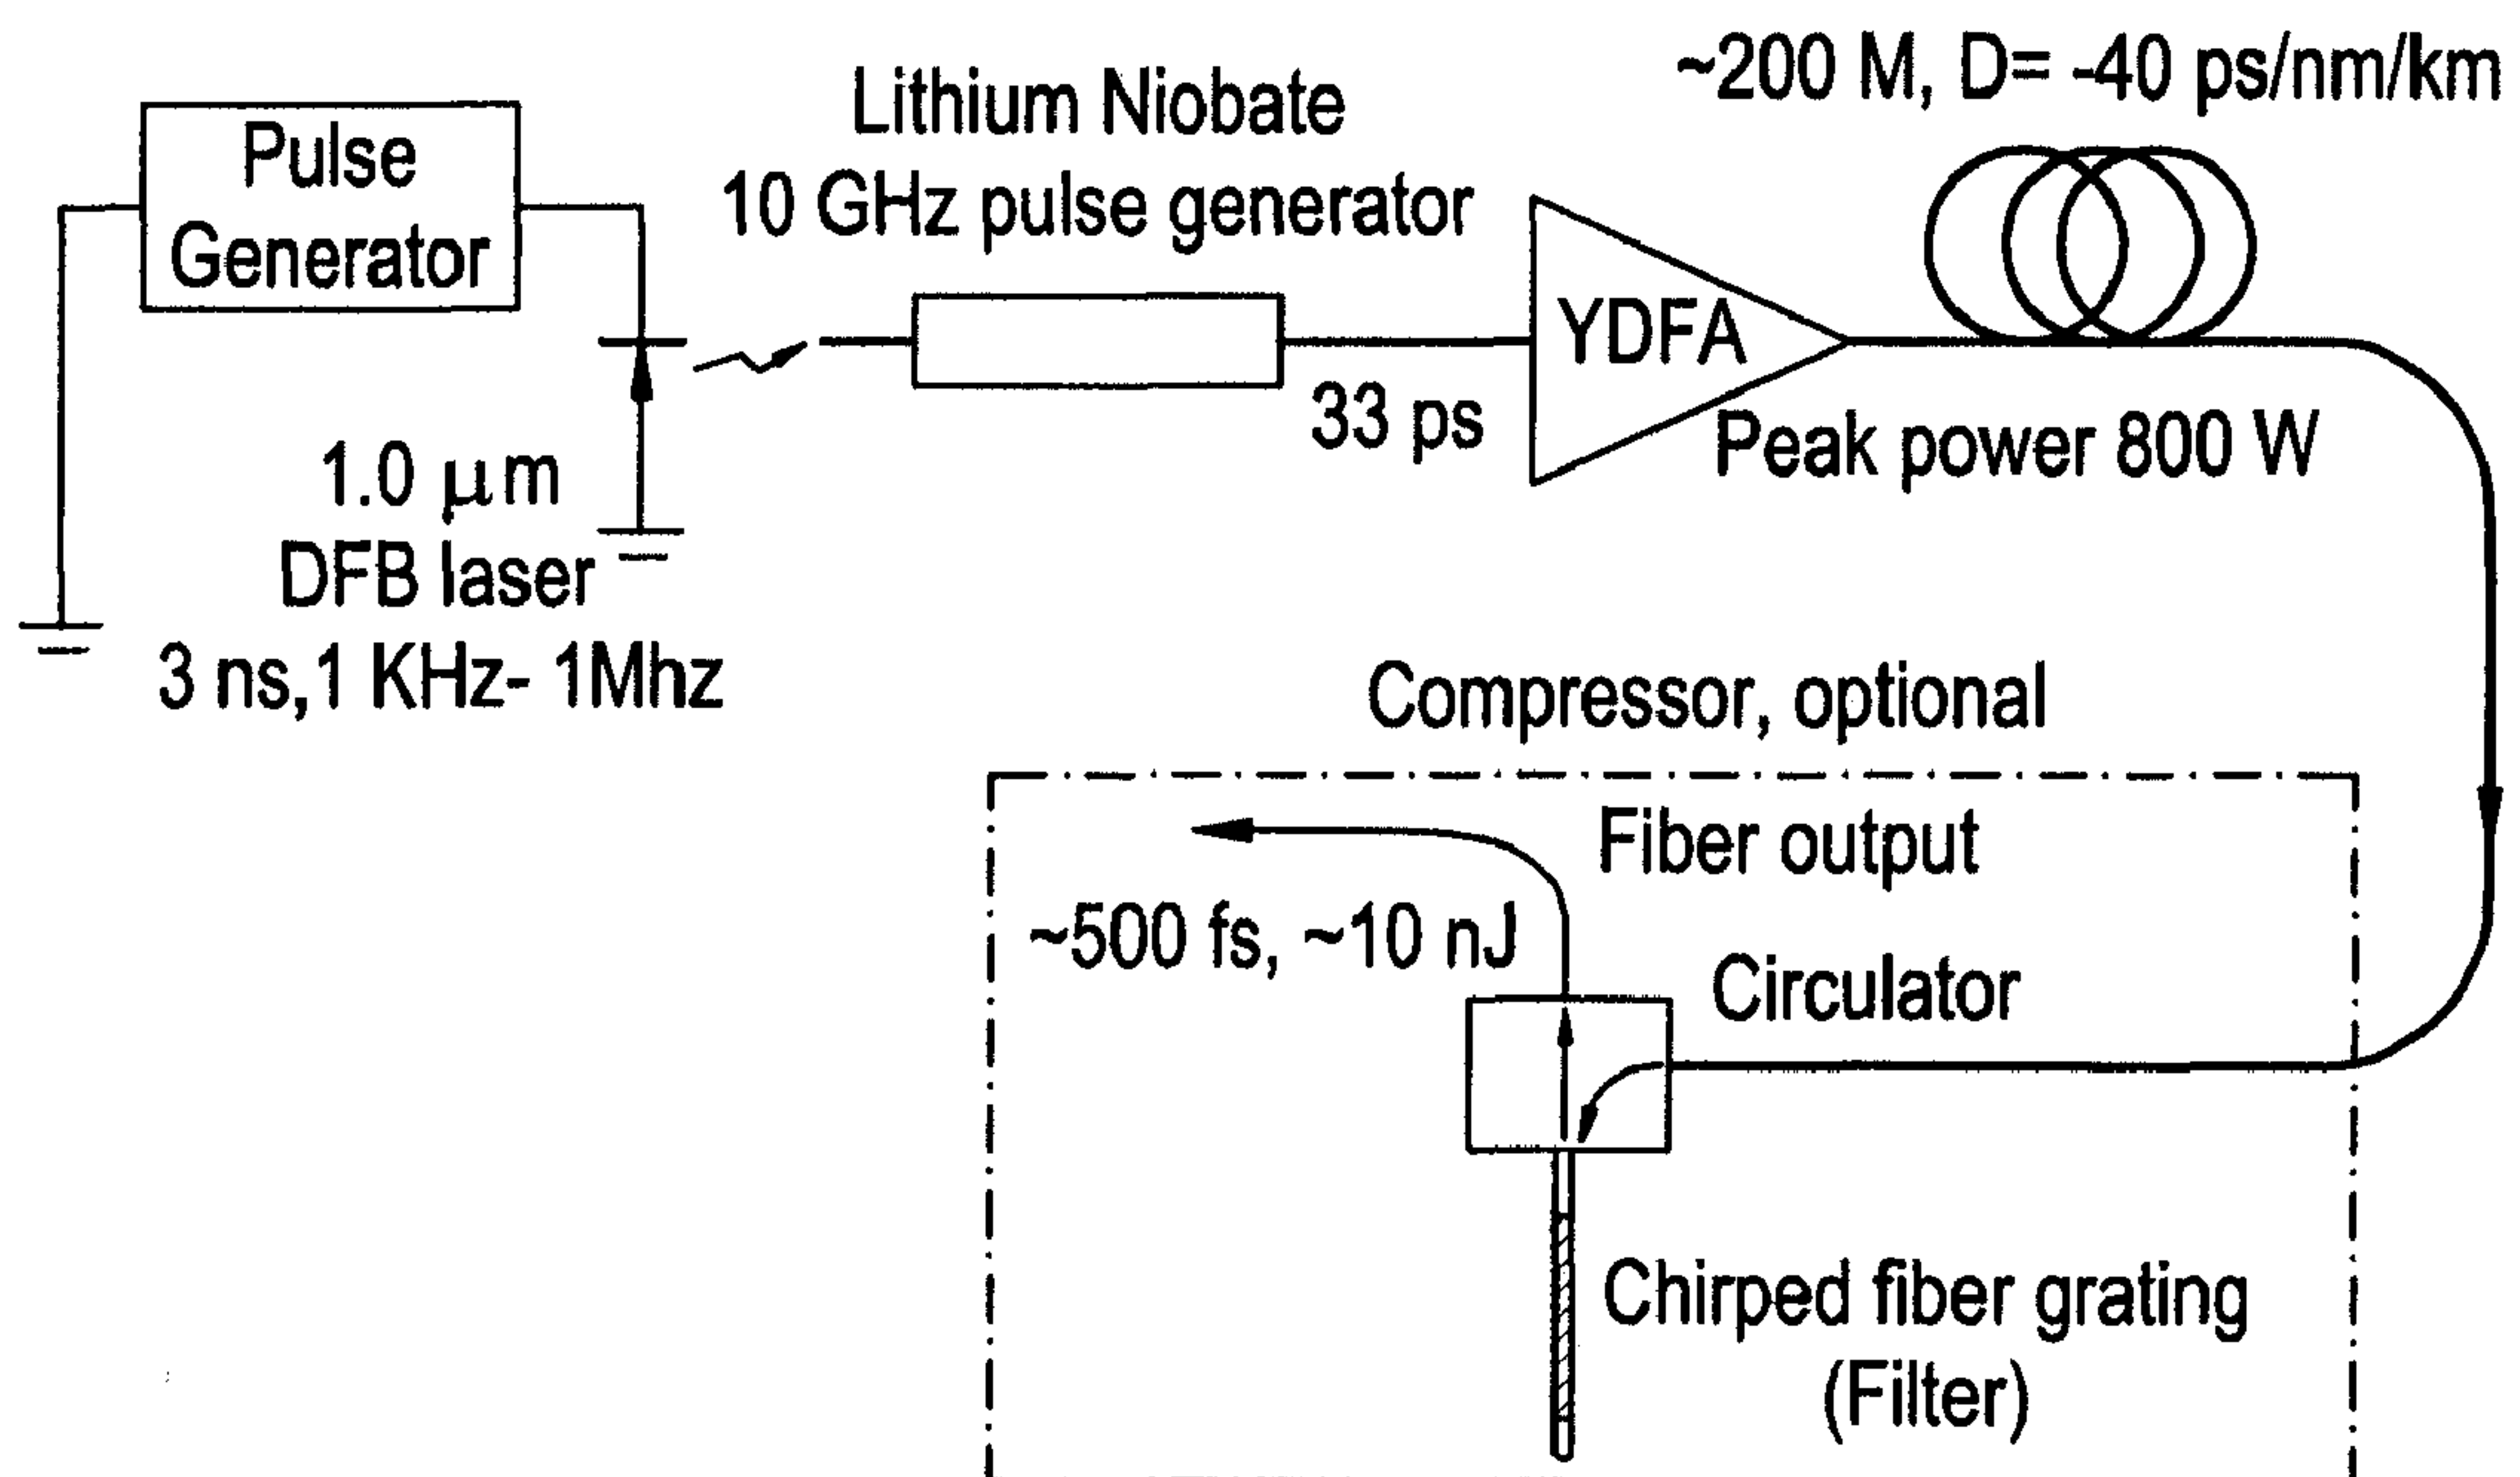 Pulse
Generator
Lithium Niobate
10 GHz pulse generator
~200 M, D= -40 ps/nm/km
YDFA
33 ps
Peak power 800 W
1.0 μm
DFB laser
3 ns,1 KHz- 1Mhz
Compressor, optional
Fiber output
~500 fs, ~10 nJ
Circulator
Chirped fiber grating
(Filter)